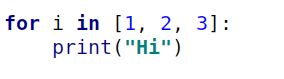 for i in [1, 2, 3]:
    print("Hi")